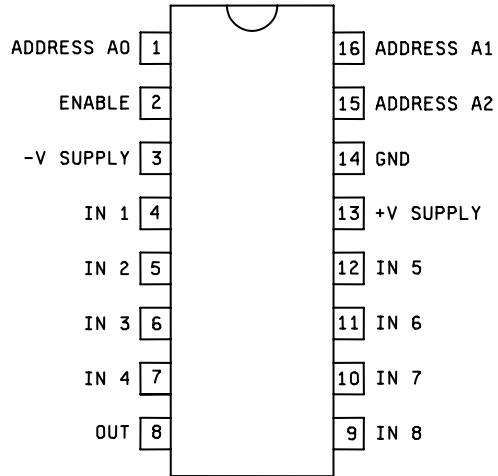 ADDRESS A0 1 16 ADDRESS A1
ENABLE 2 15 ADDRESS A2
-V SUPPLY 3 14 GND
IN 1 4 13 +V SUPPLY
IN 2 5 12 IN 5
IN 3 6 11 IN 6
IN 4 7 10 IN 7
OUT 8 9 IN 8